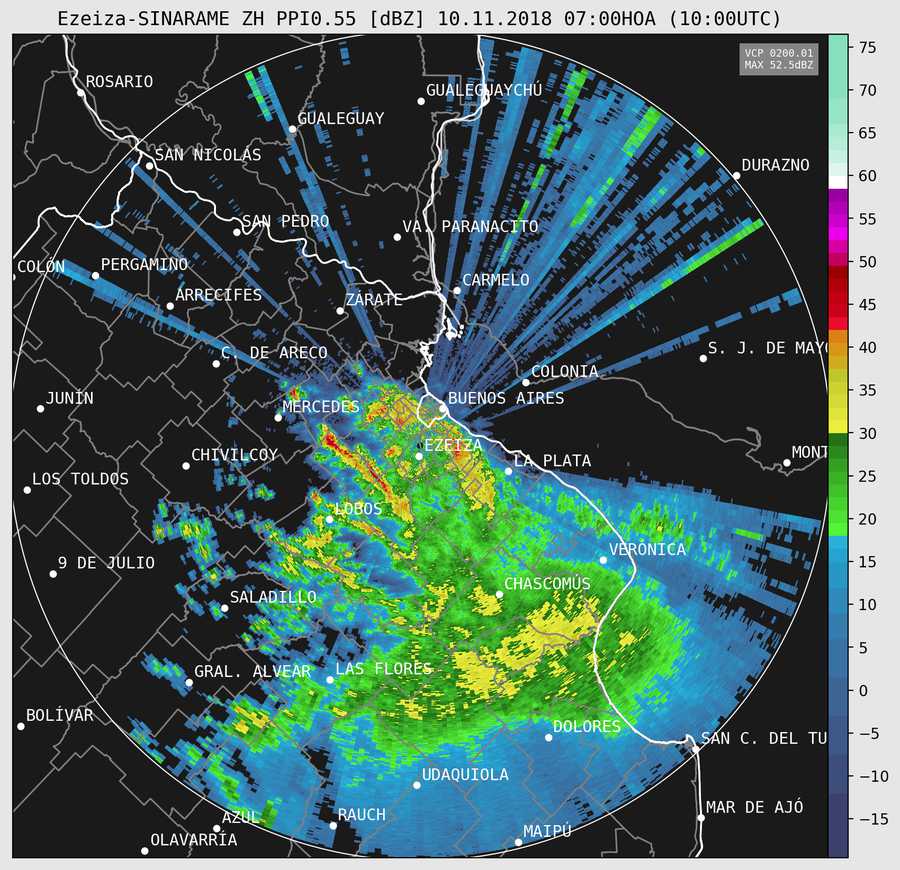 Ezeiza-SINARAME ZH PPI0.55 [dBZ] 10.11.2018 07:00HOA (10:00UTC)
VCP 0200.01
MAX 52.5dBZ
ROSARIO
GUALEGUAYCHÚ
GUALEGUAY
SAN NICOLÁS
DURAZNO
SAN PEDRO
VA. PARANACITO
COLÓN
PERGAMINO
CARMELO
ARRECIFES
ZÁRATE
C. DE ARECO
S. J. DE MAY
COLONIA
JUNÍN
MERCEDES
BUENOS AIRES
EZEIZA
CHIVILCOY
LA PLATA
MONT
LOS TOLDOS
LOBOS
9 DE JULIO
VERÓNICA
CHASCOMÚS
SALADILLO
GRAL. ALVEAR
LAS FLORES
BOLÍVAR
DOLORES
SAN C. DEL TU
UDAQUIOLA
AZUL
RAUCH
MAR DE AJÓ
OLAVARRÍA
MAIPÚ
75
70
65
60
55
50
45
40
35
30
25
20
15
10
5
0
−5
−10
−15